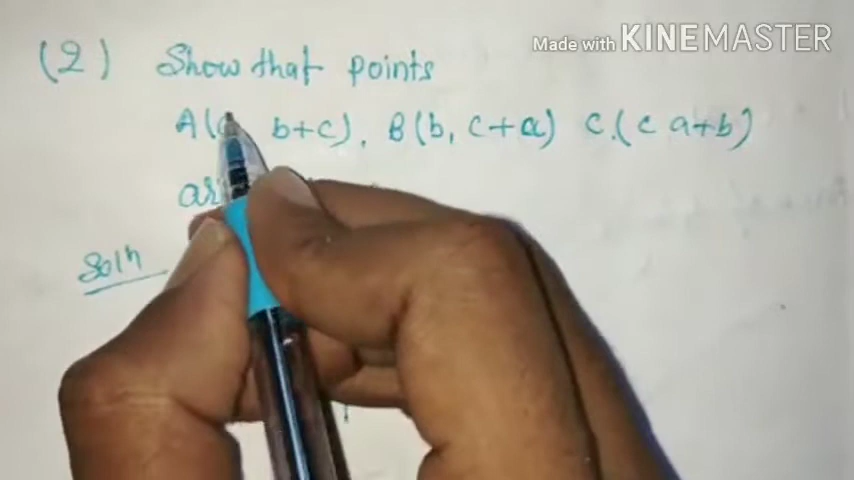 Made with KINEMASTER
(2) Show that points
A( b+c). B(b, c+a) C.(c a+b)
Soln